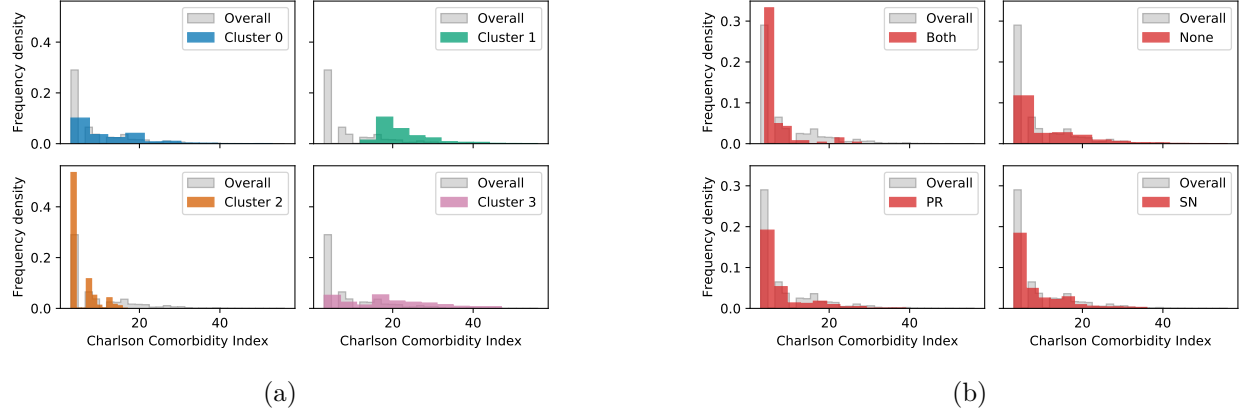 Frequency density
0.4
0.2
0.0
Overall
Cluster 0
Overall
Cluster 1
Frequency density
0.4
0.2
0.0
20
40
Charlson Comorbidity Index
Overall
Cluster 2
20
40
Charlson Comorbidity Index
Overall
Cluster 3
(a)
Frequency density
0.3
0.2
0.1
0.0
Overall
Both
Overall
None
Frequency density
0.3
0.2
0.1
0.0
20
40
Charlson Comorbidity Index
Overall
PR
20
40
Charlson Comorbidity Index
Overall
SN
(b)